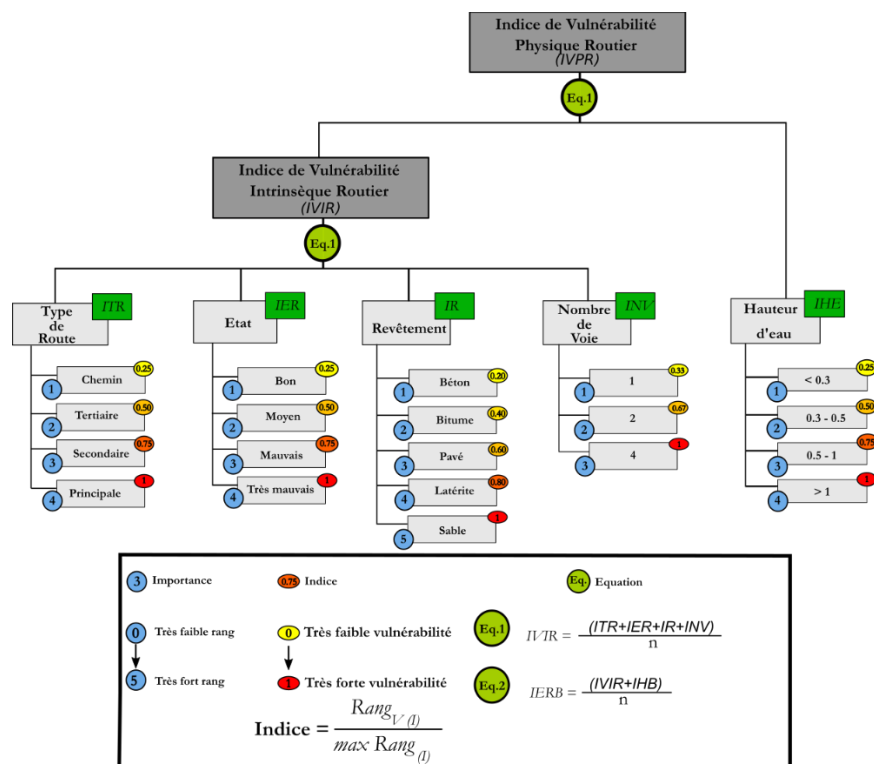 Indice de Vulnérabilité
Physique Routier
(IVPR)
Eq.1
Indice de Vulnérabilité
Intrinsèque Routier
(IVIR)
Eq.1
Type
de
Route
ITR
1
Chemin
0.25
2
Tertiaire
0.50
3
Secondaire
0.75
4
Principale
1
Etat
IER
1
Bon
0.25
2
Moyen
0.50
3
Mauvais
0.75
4
Très mauvais
1
Revêtement
IR
1
Béton
0.20
2
Bitume
0.40
3
Pavé
0.60
4
Latérite
0.80
5
Sable
1
Nombre
de
Voie
INV
1
1
0.33
2
2
0.67
3
4
1
Hauteur
d'eau
IHE
1
< 0.3
0.25
2
0.3 - 0.5
0.50
3
0.5 - 1
0.75
4
> 1
1
3 Importance
0.75 Indice
Eq. Equation
0 Très faible rang
5 Très fort rang
0 Très faible vulnérabilité
1 Très forte vulnérabilité
Eq.1 IVIR = (ITR+IER+IR+INV)
n
Eq.2 IERB = (IVIR+IHB)
n
Indice = Rang V (I)
max Rang (I)